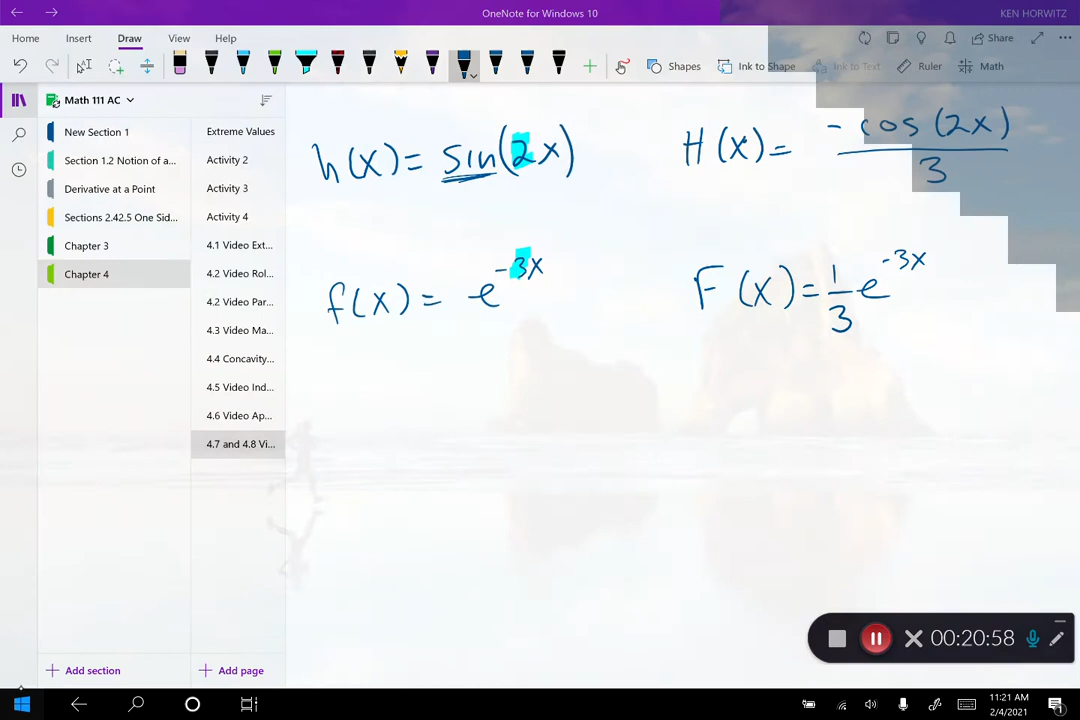 OneNote for Windows 10
KEN HORWITZ
Home Insert Draw View Help
Share
Shapes Ink to Shape Ink to Text Ruler Math
Math 111 AC
New Section 1
Section 1.2 Notion of a...
Derivative at a Point
Sections 2.42.5 One Sid...
Chapter 3
Chapter 4
Extreme Values
Activity 2
Activity 3
Activity 4
4.1 Video Ext...
4.2 Video Rol...
4.2 Video Par...
4.3 Video Ma...
4.4 Concavity...
4.5 Video Ind...
4.6 Video Ap...
4.7 and 4.8 Vi...
h(x) = sin(2x)
H(x) = -cos(2x)/3
f(x) = e^-3x
F(x) = 1/3 e^-3x
00:20:58
+ Add section
+ Add page
11:21 AM
2/4/2021
1